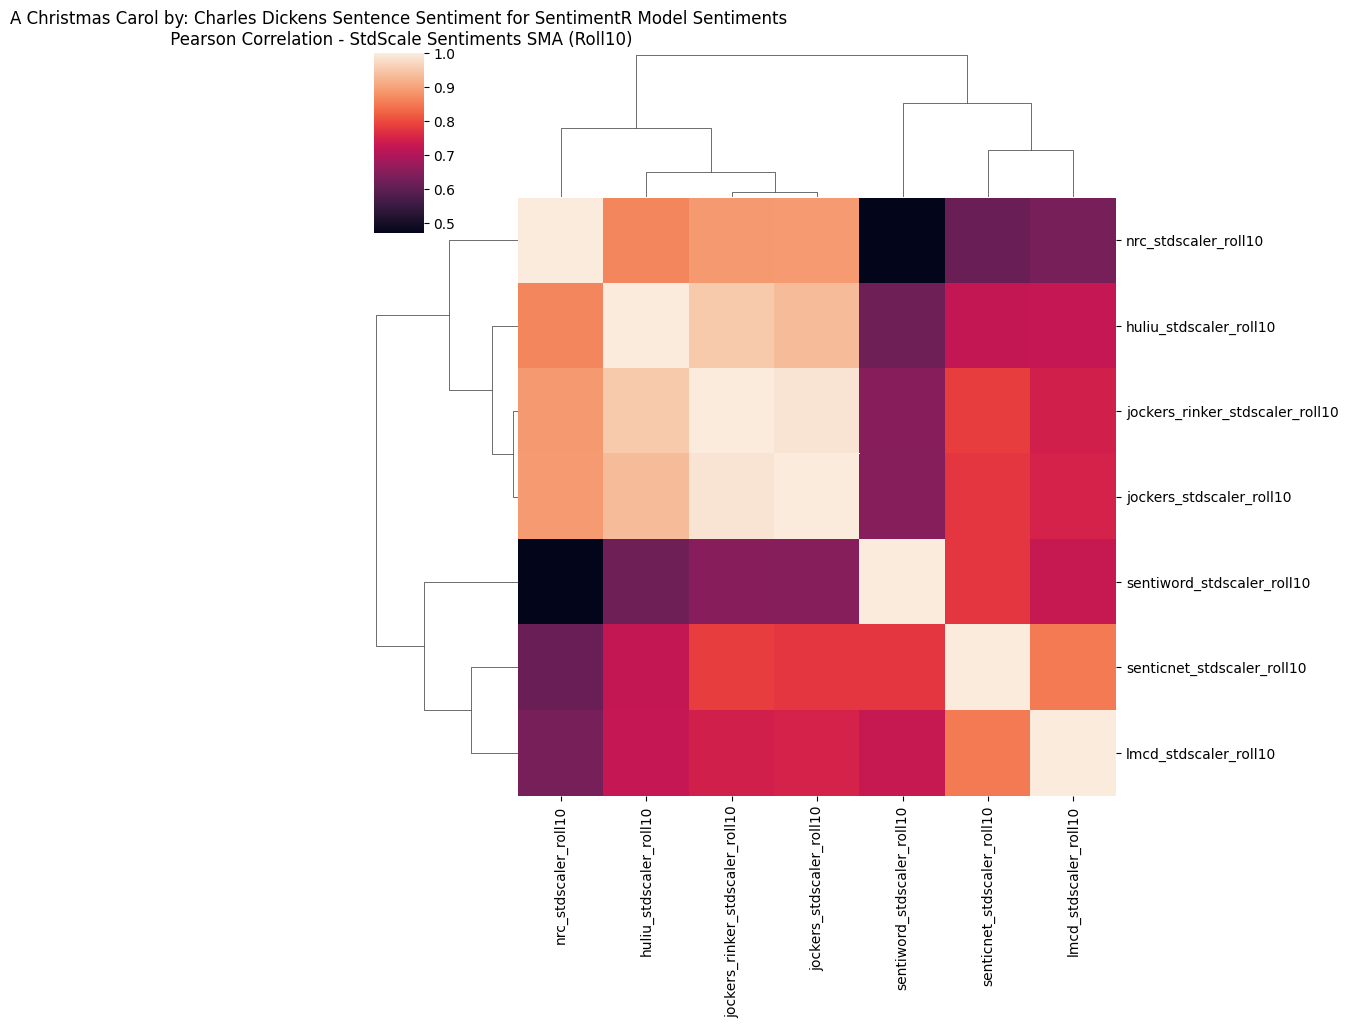 A Christmas Carol by: Charles Dickens Sentence Sentiment for SentimentR Model Sentiments
Pearson Correlation - StdScale Sentiments SMA (Roll10)
1.0
0.9
0.8
0.7
0.6
0.5
nrc_stdscaler_roll10
huliu_stdscaler_roll10
jockers_rinker_stdscaler_roll10
jockers_stdscaler_roll10
sentiword_stdscaler_roll10
senticnet_stdscaler_roll10
lmcd_stdscaler_roll10
nrc_stdscaler_roll10
huliu_stdscaler_roll10
jockers_rinker_stdscaler_roll10
jockers_stdscaler_roll10
sentiword_stdscaler_roll10
senticnet_stdscaler_roll10
lmcd_stdscaler_roll10